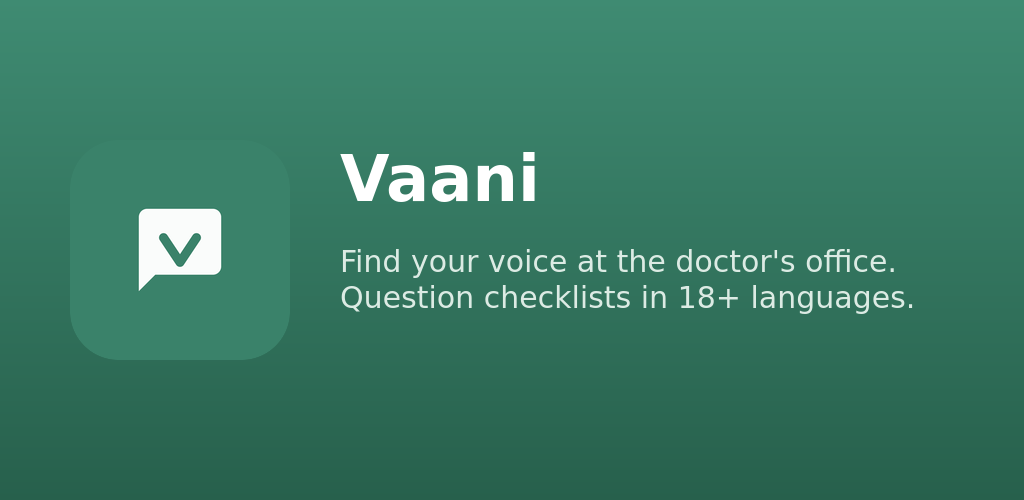 Vaani
Find your voice at the doctor's office.
Question checklists in 18+ languages.